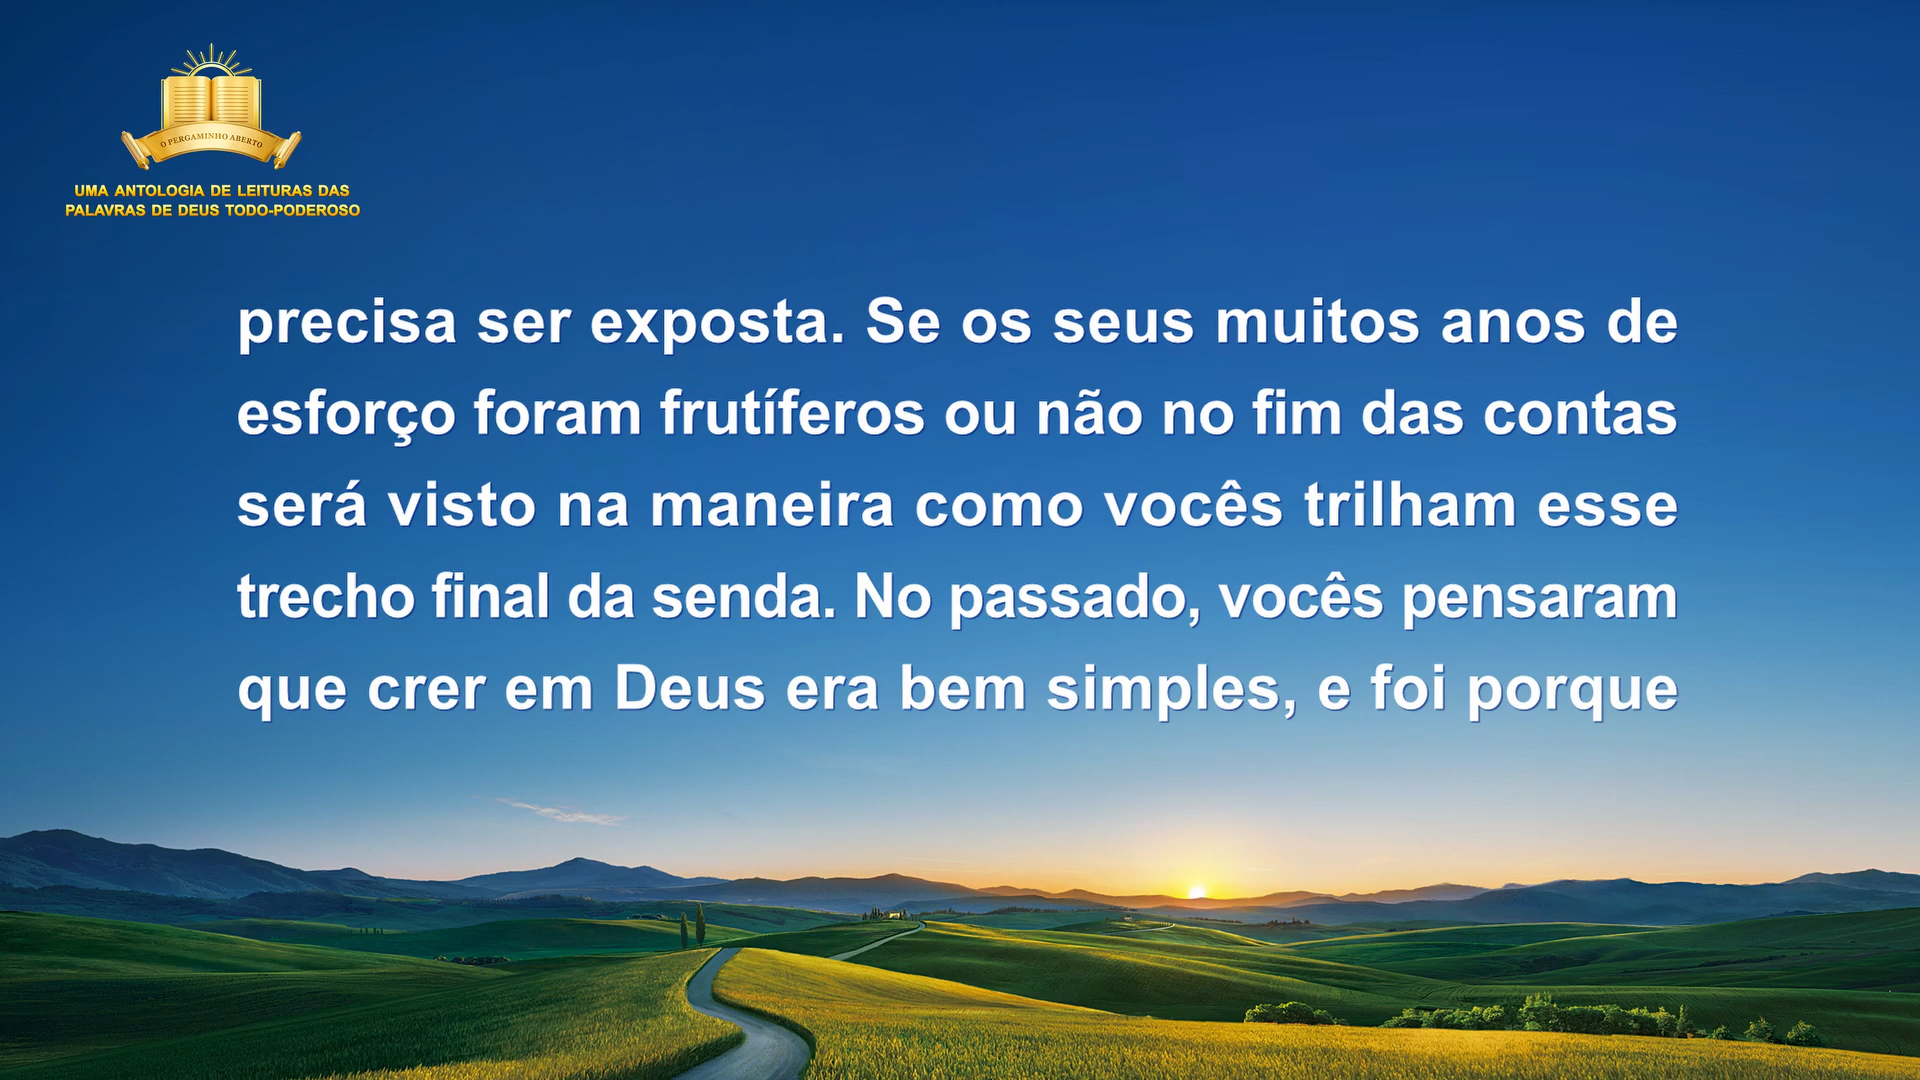 O PERGAMINHO ABERTO
UMA ANTOLOGIA DE LEITURAS DAS
PALAVRAS DE DEUS TODO-PODEROSO
precisa ser exposta. Se os seus muitos anos de
esforço foram frutíferos ou não no fim das contas
será visto na maneira como vocês trilham esse
trecho final da senda. No passado, vocês pensaram
que crer em Deus era bem simples, e foi porque